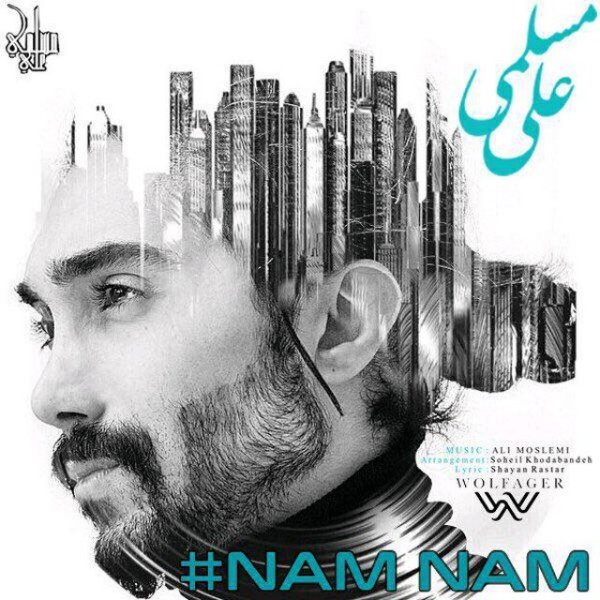 مسلمی
علی
MUSIC : ALI MOSLEMI
Arrangement : Soheil Khodabandeh
Lyric : Shayan Rastar
WOLFAGER
#NAM NAM